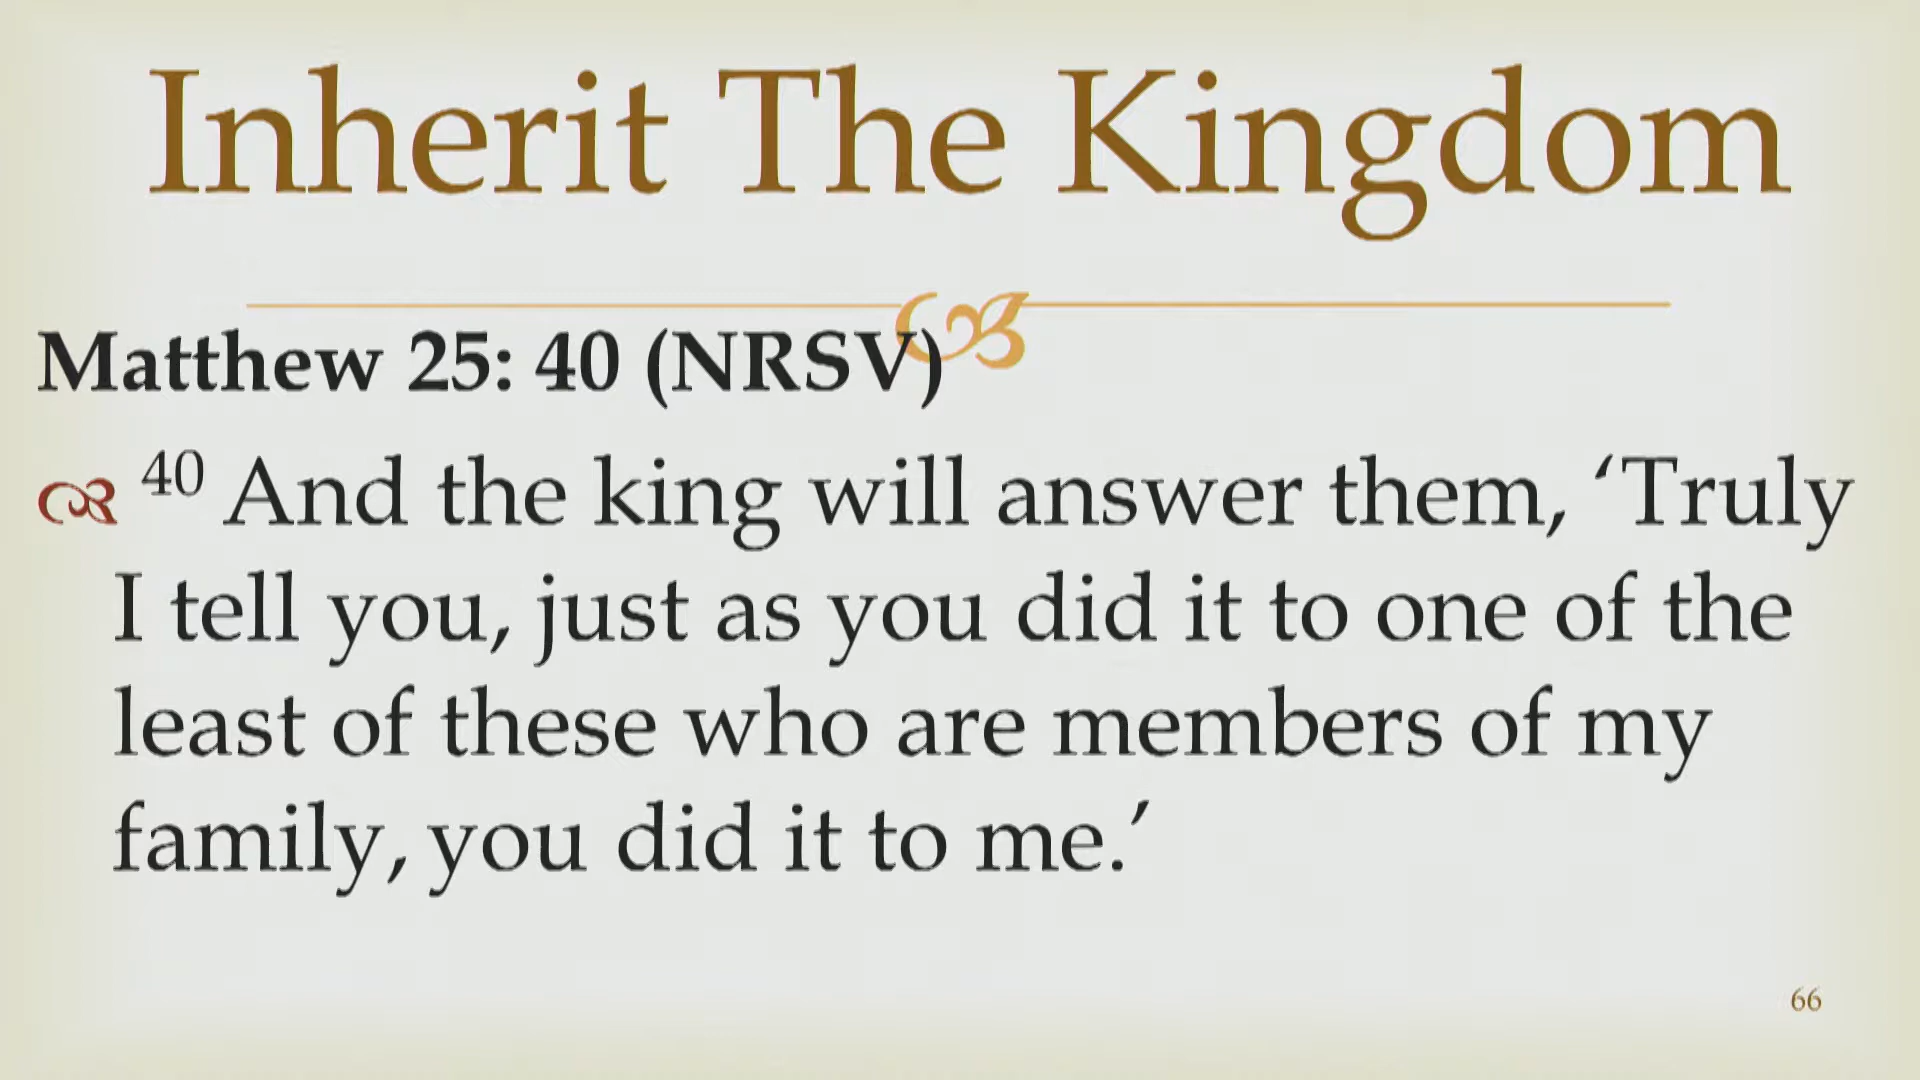 Inherit The Kingdom
Matthew 25: 40 (NRSV)
40 And the king will answer them, ‘Truly
I tell you, just as you did it to one of the
least of these who are members of my
family, you did it to me.’
66